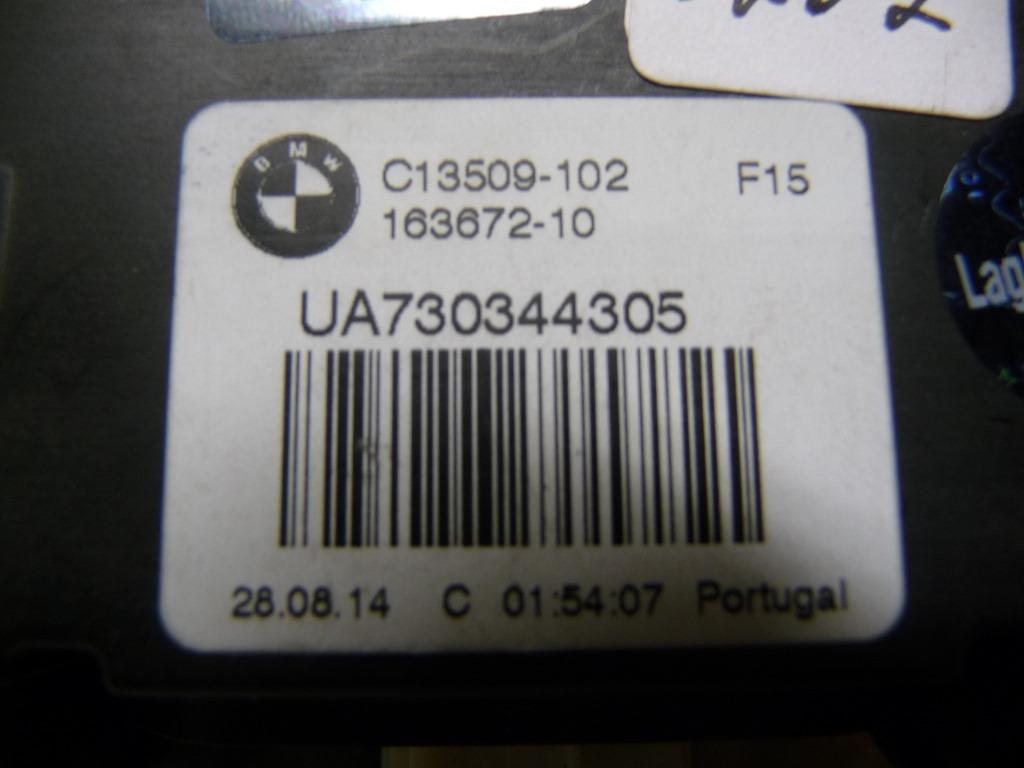 BMW
C13509-102 F15
163672-10
UA730344305
28.08.14 C 01:54:07 Portugal